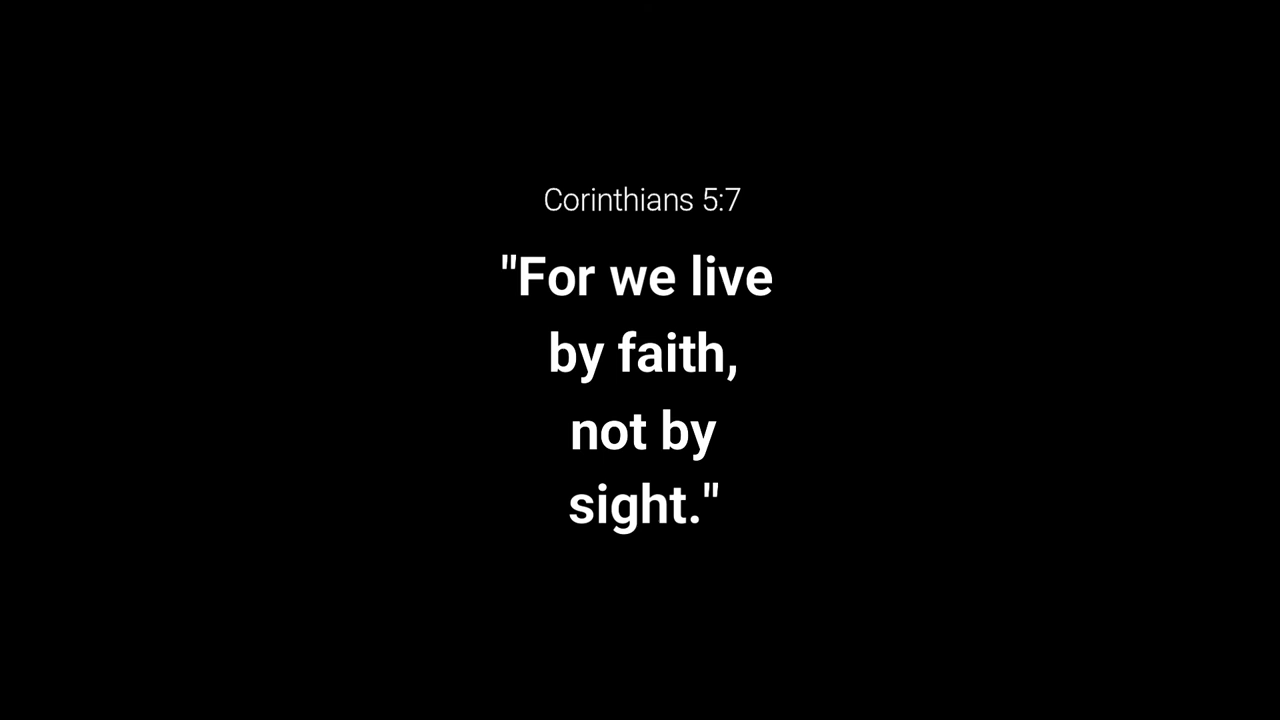 Corinthians 5:7
"For we live
by faith,
not by
sight."